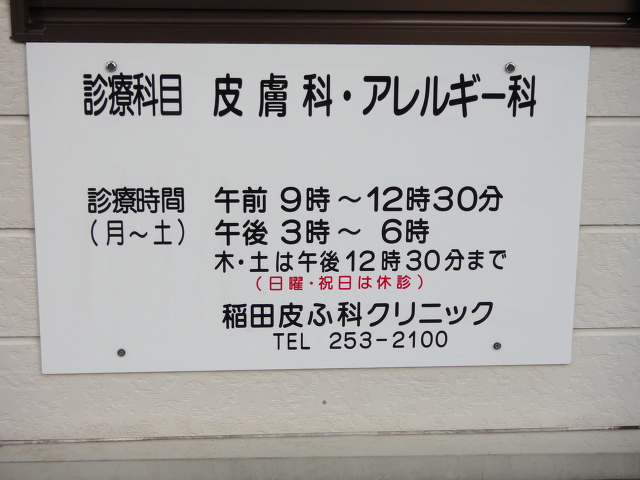 診療科目 皮膚科・アレルギー科
診療時間 午前 9時～12時30分
（月～土） 午後 3時～ 6時
木・土は午後12時30分まで
（日曜・祝日は休診）
稲田皮ふ科クリニック
TEL 253-2100